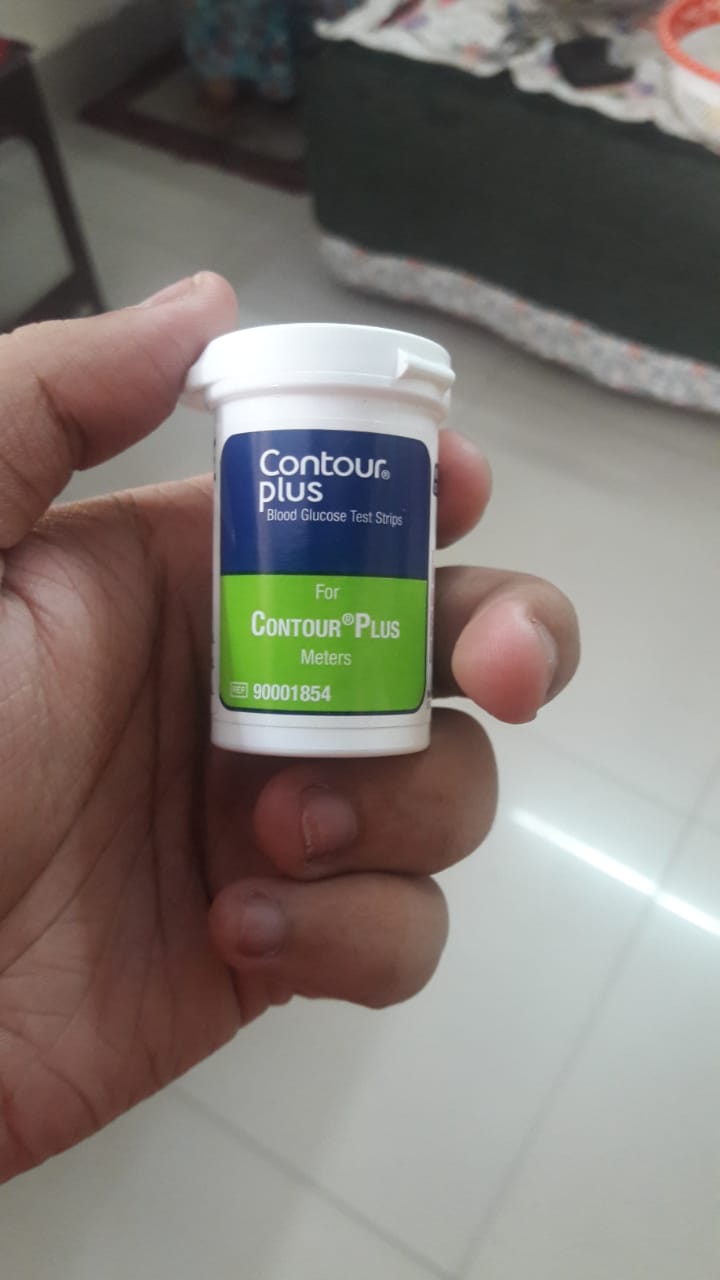 Contour®
plus
Blood Glucose Test Strips
For
CONTOUR®PLUS
Meters
REF 90001854